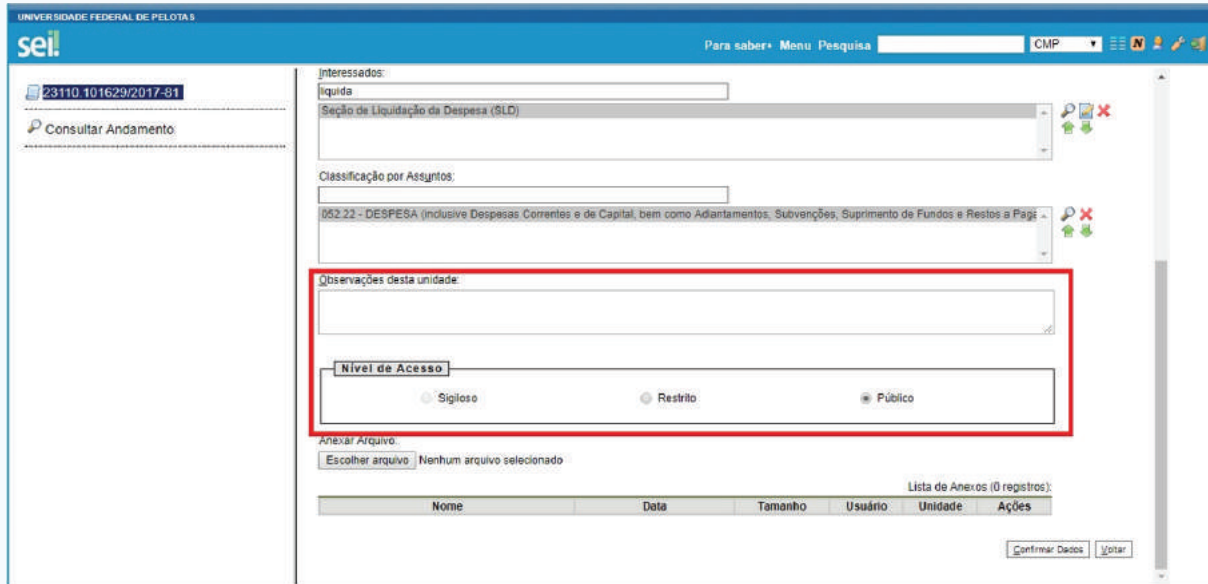 UNIVERSIDADE FEDERAL DE PELOTAS
sei!
Para saber+ Menu Pesquisa
CMP
N
23110.101629/2017-81
Consultar Andamento
Interessados:
liquida
Seção de Liquidação da Despesa (SLD)
Classificação por Assuntos:
052.22 - DESPESA (inclusive Despesas Correntes e de Capital, bem como Adiantamentos, Subvenções, Suprimento de Fundos e Restos a Paga
Observações desta unidade:
Nível de Acesso
Sigiloso Restrito Público
Anexar Arquivo:
Escolher arquivo Nenhum arquivo selecionado
Lista de Anexos (0 registros):
Nome Data Tamanho Usuário Unidade Ações
Confirmar Dados Voltar